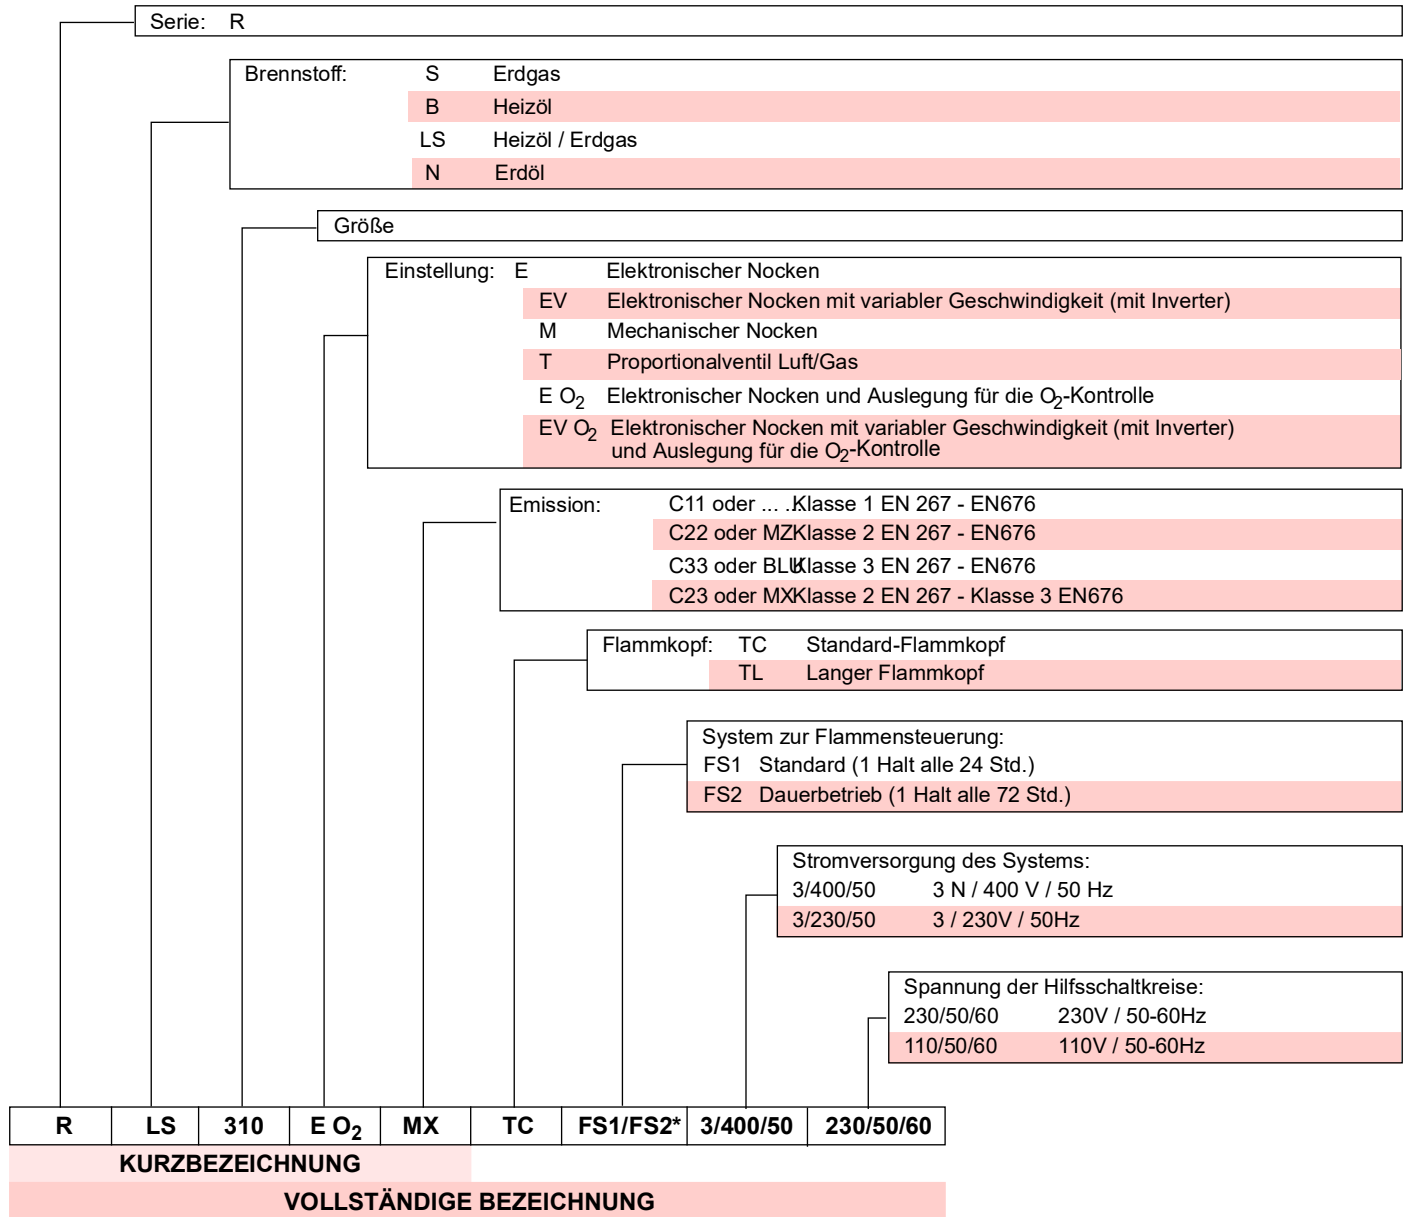 Serie: R
Brennstoff: S Erdgas
B Heizöl
LS Heizöl / Erdgas
N Erdöl
Größe
Einstellung: E Elektronischer Nocken
EV Elektronischer Nocken mit variabler Geschwindigkeit (mit Inverter)
M Mechanischer Nocken
T Proportionalventil Luft/Gas
E O2 Elektronischer Nocken und Auslegung für die O2-Kontrolle
EV O2 Elektronischer Nocken mit variabler Geschwindigkeit (mit Inverter)
und Auslegung für die O2-Kontrolle
Emission: C11 oder ... .Klasse 1 EN 267 - EN676
C22 oder MZ Klasse 2 EN 267 - EN676
C33 oder BLU Klasse 3 EN 267 - EN676
C23 oder MX Klasse 2 EN 267 - Klasse 3 EN676
Flammkopf: TC Standard-Flammkopf
TL Langer Flammkopf
System zur Flammensteuerung:
FS1 Standard (1 Halt alle 24 Std.)
FS2 Dauerbetrieb (1 Halt alle 72 Std.)
Stromversorgung des Systems:
3/400/50 3 N / 400 V / 50 Hz
3/230/50 3 / 230V / 50Hz
Spannung der Hilfsschaltkreise:
230/50/60 230V / 50-60Hz
110/50/60 110V / 50-60Hz
R LS 310 E O2 MX TC FS1/FS2* 3/400/50 230/50/60
KURZBEZEICHNUNG
VOLLSTÄNDIGE BEZEICHNUNG